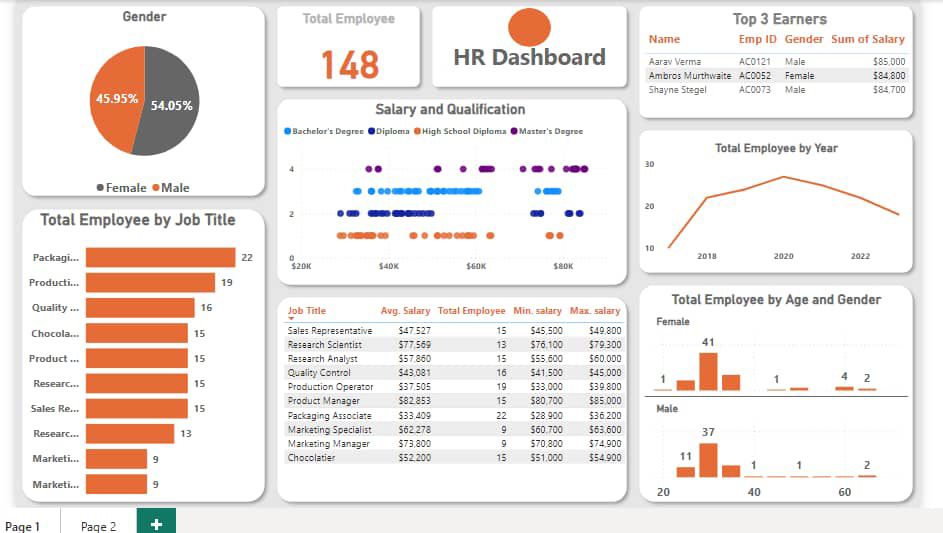 Gender
45.95%
54.05%
Female Male
Total Employee
148
HR Dashboard
Top 3 Earners
Name Emp ID Gender Sum of Salary
Aarav Verma AC0121 Male $85,000
Ambros Murthwaite AC0052 Female $84,800
Shayne Stegel AC0073 Male $84,700
Salary and Qualification
Bachelor's Degree Diploma High School Diploma Master's Degree
4
2
0
$20K $40K $60K $80K
Total Employee by Year
30
20
10
2018 2020 2022
Total Employee by Job Title
Packagi... 22
Producti... 19
Quality ... 16
Chocola... 15
Product ... 15
Researc... 15
Sales Re... 15
Researc... 13
Marketi... 9
Marketi... 9
Job Title Avg. Salary Total Employee Min. salary Max. salary
Sales Representative $47,527 15 $45,500 $49,800
Research Scientist $77,569 13 $76,100 $79,300
Research Analyst $57,860 15 $55,600 $60,000
Quality Control $43,081 16 $41,500 $45,000
Production Operator $37,505 19 $33,000 $39,800
Product Manager $82,853 15 $80,700 $85,000
Packaging Associate $33,409 22 $28,900 $36,200
Marketing Specialist $62,278 9 $60,700 $63,600
Marketing Manager $73,800 9 $70,800 $74,900
Chocolatier $52,200 15 $51,000 $54,900
Total Employee by Age and Gender
Female
1 41 1 4 2
Male
11 37 1 1 2
20 40 60
Page 1 Page 2 +